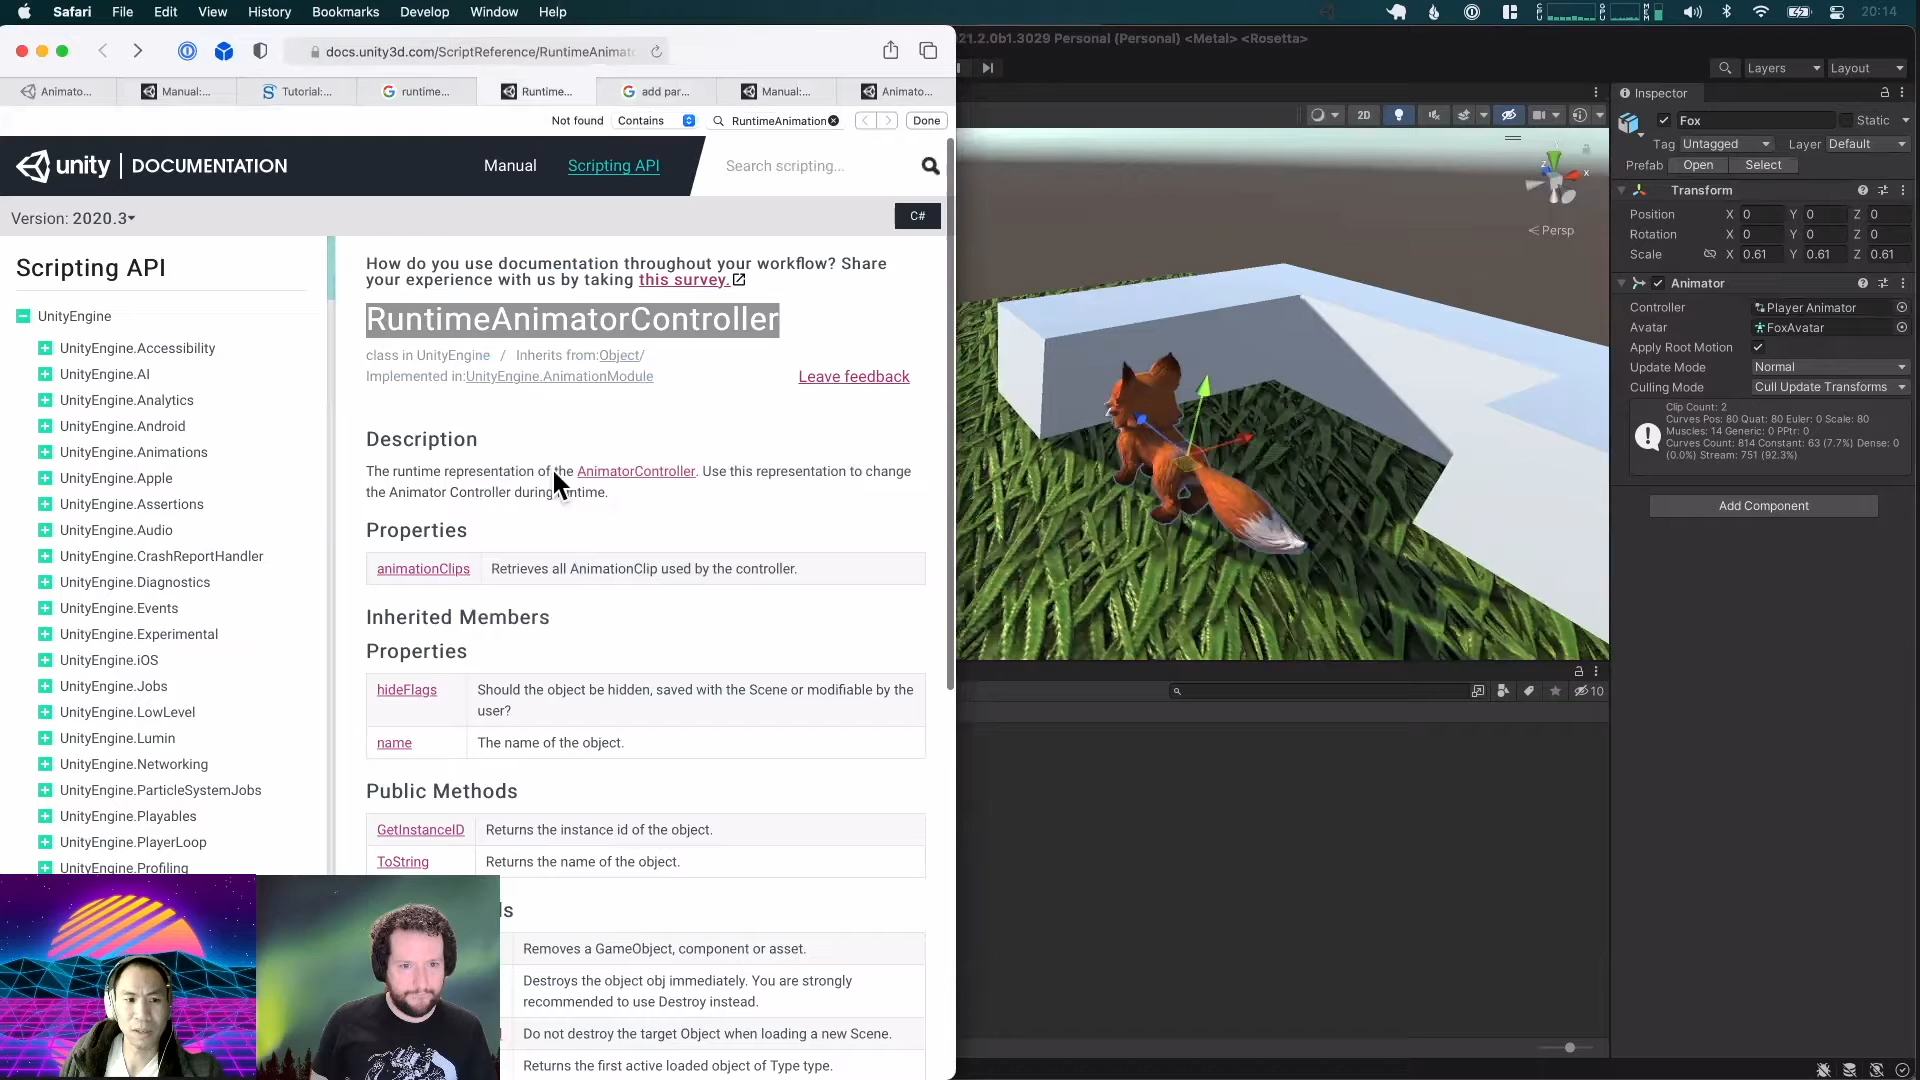 Safari File Edit View History Bookmarks Develop Window Help
20:14
docs.unity3d.com/ScriptReference/RuntimeAnimat
Animato...
Manual:...
Tutorial:...
runtime...
Runtime...
add par...
Manual:...
Animato...
Not found Contains RuntimeAnimation Done
unity DOCUMENTATION
Manual Scripting API
Search scripting...
Version: 2020.3
C#
Scripting API
UnityEngine
UnityEngine.Accessibility
UnityEngine.AI
UnityEngine.Analytics
UnityEngine.Android
UnityEngine.Animations
UnityEngine.Apple
UnityEngine.Assertions
UnityEngine.Audio
UnityEngine.CrashReportHandler
UnityEngine.Diagnostics
UnityEngine.Events
UnityEngine.Experimental
UnityEngine.iOS
UnityEngine.Jobs
UnityEngine.LowLevel
UnityEngine.Lumin
UnityEngine.Networking
UnityEngine.ParticleSystemJobs
UnityEngine.Playables
UnityEngine.PlayerLoop
UnityEngine.Profiling
How do you use documentation throughout your workflow? Share
your experience with us by taking this survey.
RuntimeAnimatorController
class in UnityEngine / Inherits from:Object/
Implemented in:UnityEngine.AnimationModule
Leave feedback
Description
The runtime representation of the AnimatorController. Use this representation to change
the Animator Controller during runtime.
Properties
animationClips Retrieves all AnimationClip used by the controller.
Inherited Members
Properties
hideFlags Should the object be hidden, saved with the Scene or modifiable by the
user?
name The name of the object.
Public Methods
GetInstanceID Returns the instance id of the object.
ToString Returns the name of the object.
ls
Removes a GameObject, component or asset.
Destroys the object obj immediately. You are strongly
recommended to use Destroy instead.
Do not destroy the target Object when loading a new Scene.
Returns the first active loaded object of Type type.
21.2.0b1.3029 Personal (Personal) <Metal> <Rosetta>
Layers Layout
2D
z
x
Persp
10
Inspector
Fox Static
Tag Untagged Layer Default
Prefab Open Select
Transform
Position X 0 Y 0 Z 0
Rotation X 0 Y 0 Z 0
Scale X 0.61 Y 0.61 Z 0.61
Animator
Controller Player Animator
Avatar FoxAvatar
Apply Root Motion
Update Mode Normal
Culling Mode Cull Update Transforms
Clip Count: 2
Curves Pos: 80 Quat: 80 Euler: 0 Scale: 80
Muscles: 14 Generic: 0 PPtr: 0
Curves Count: 814 Constant: 63 (7.7%) Dense: 0
(0.0%) Stream: 751 (92.3%)
Add Component